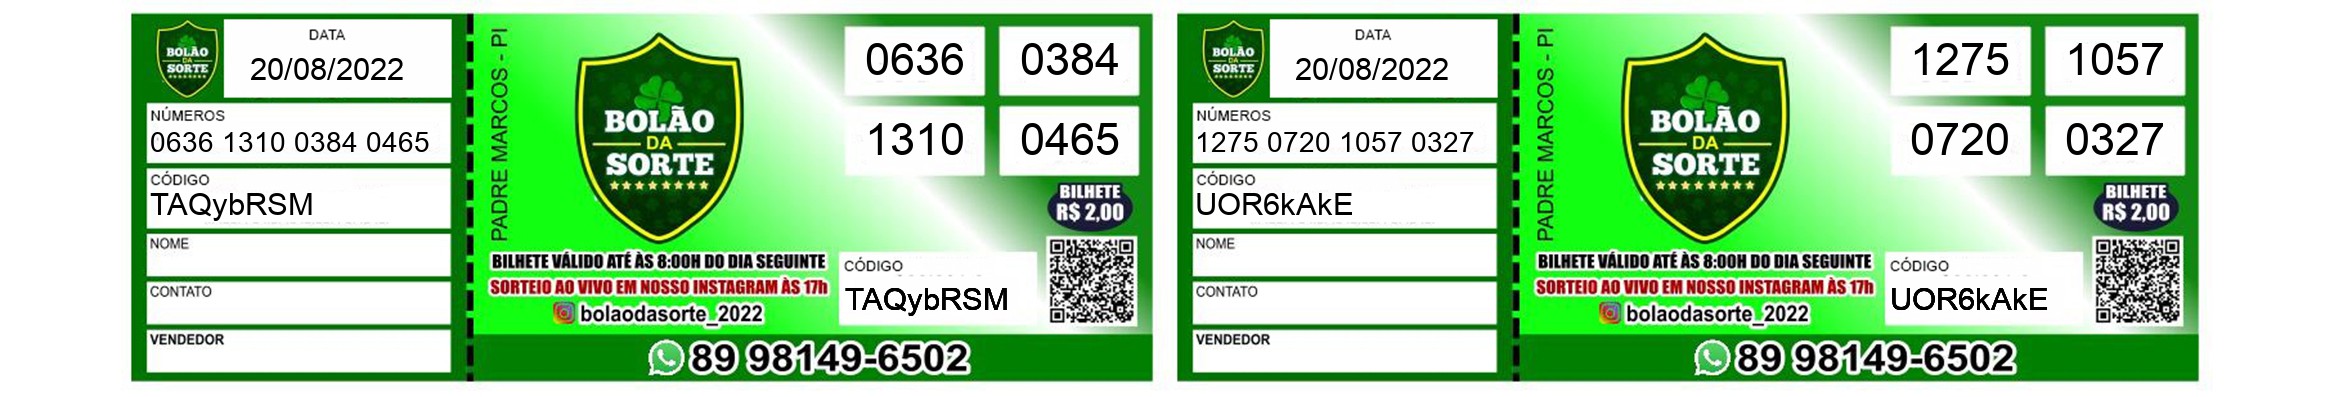 BOLÃO
DA
SORTE
DATA
20/08/2022
NÚMEROS
0636 1310 0384 0465
CÓDIGO
TAQybRSM
NOME
CONTATO
VENDEDOR
PADRE MARCOS - PI
BOLÃO
DA
SORTE
0636 0384
1310 0465
BILHETE
R$ 2,00
BILHETE VÁLIDO ATÉ ÀS 8:00H DO DIA SEGUINTE
SORTEIO AO VIVO EM NOSSO INSTAGRAM ÀS 17h
bolaodasorte_2022
CÓDIGO
TAQybRSM
89 98149-6502
BOLÃO
DA
SORTE
DATA
20/08/2022
NÚMEROS
1275 0720 1057 0327
CÓDIGO
UOR6kAkE
NOME
CONTATO
VENDEDOR
PADRE MARCOS - PI
BOLÃO
DA
SORTE
1275 1057
0720 0327
BILHETE
R$ 2,00
BILHETE VÁLIDO ATÉ ÀS 8:00H DO DIA SEGUINTE
SORTEIO AO VIVO EM NOSSO INSTAGRAM ÀS 17h
bolaodasorte_2022
CÓDIGO
UOR6kAkE
89 98149-6502